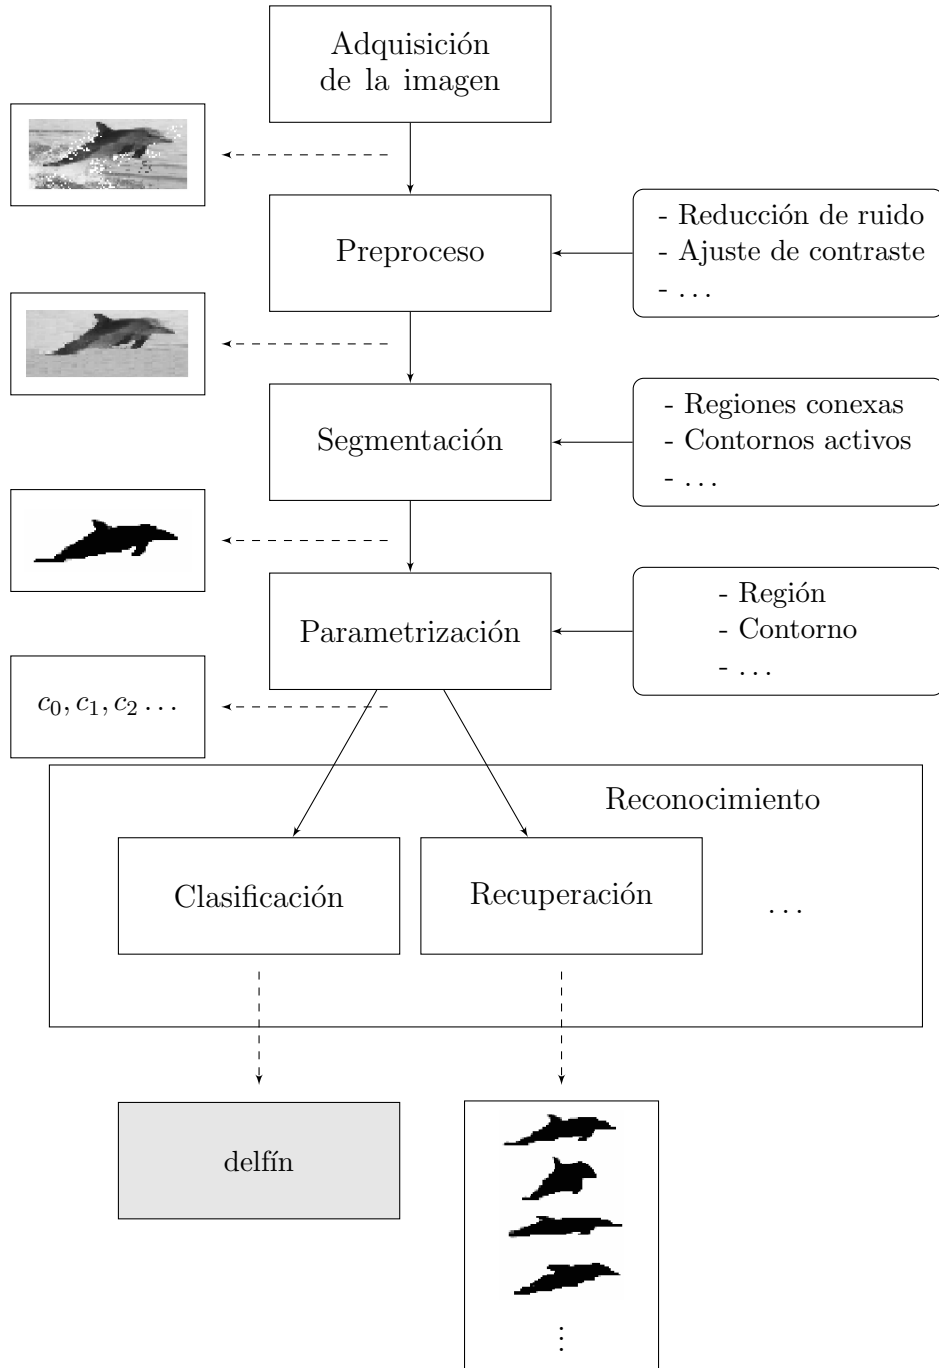 Adquisición
de la imagen
Preproceso
- Reducción de ruido
- Ajuste de contraste
- ...
Segmentación
- Regiones conexas
- Contornos activos
- ...
Parametrización
- Región
- Contorno
- ...
c₀, c₁, c₂ ...
Reconocimiento
Clasificación
Recuperación
...
delfín
⋮